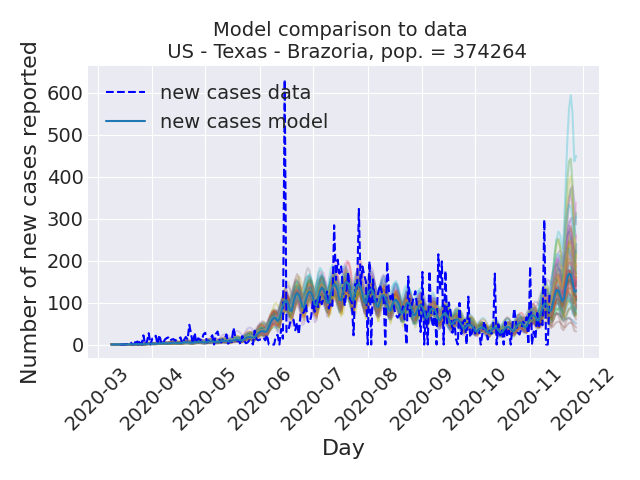 Model comparison to data
US - Texas - Brazoria, pop. = 374264
Number of new cases reported
600
500
400
300
200
100
0
new cases data
new cases model
2020-03
2020-04
2020-05
2020-06
2020-07
2020-08
2020-09
2020-10
2020-11
2020-12
Day